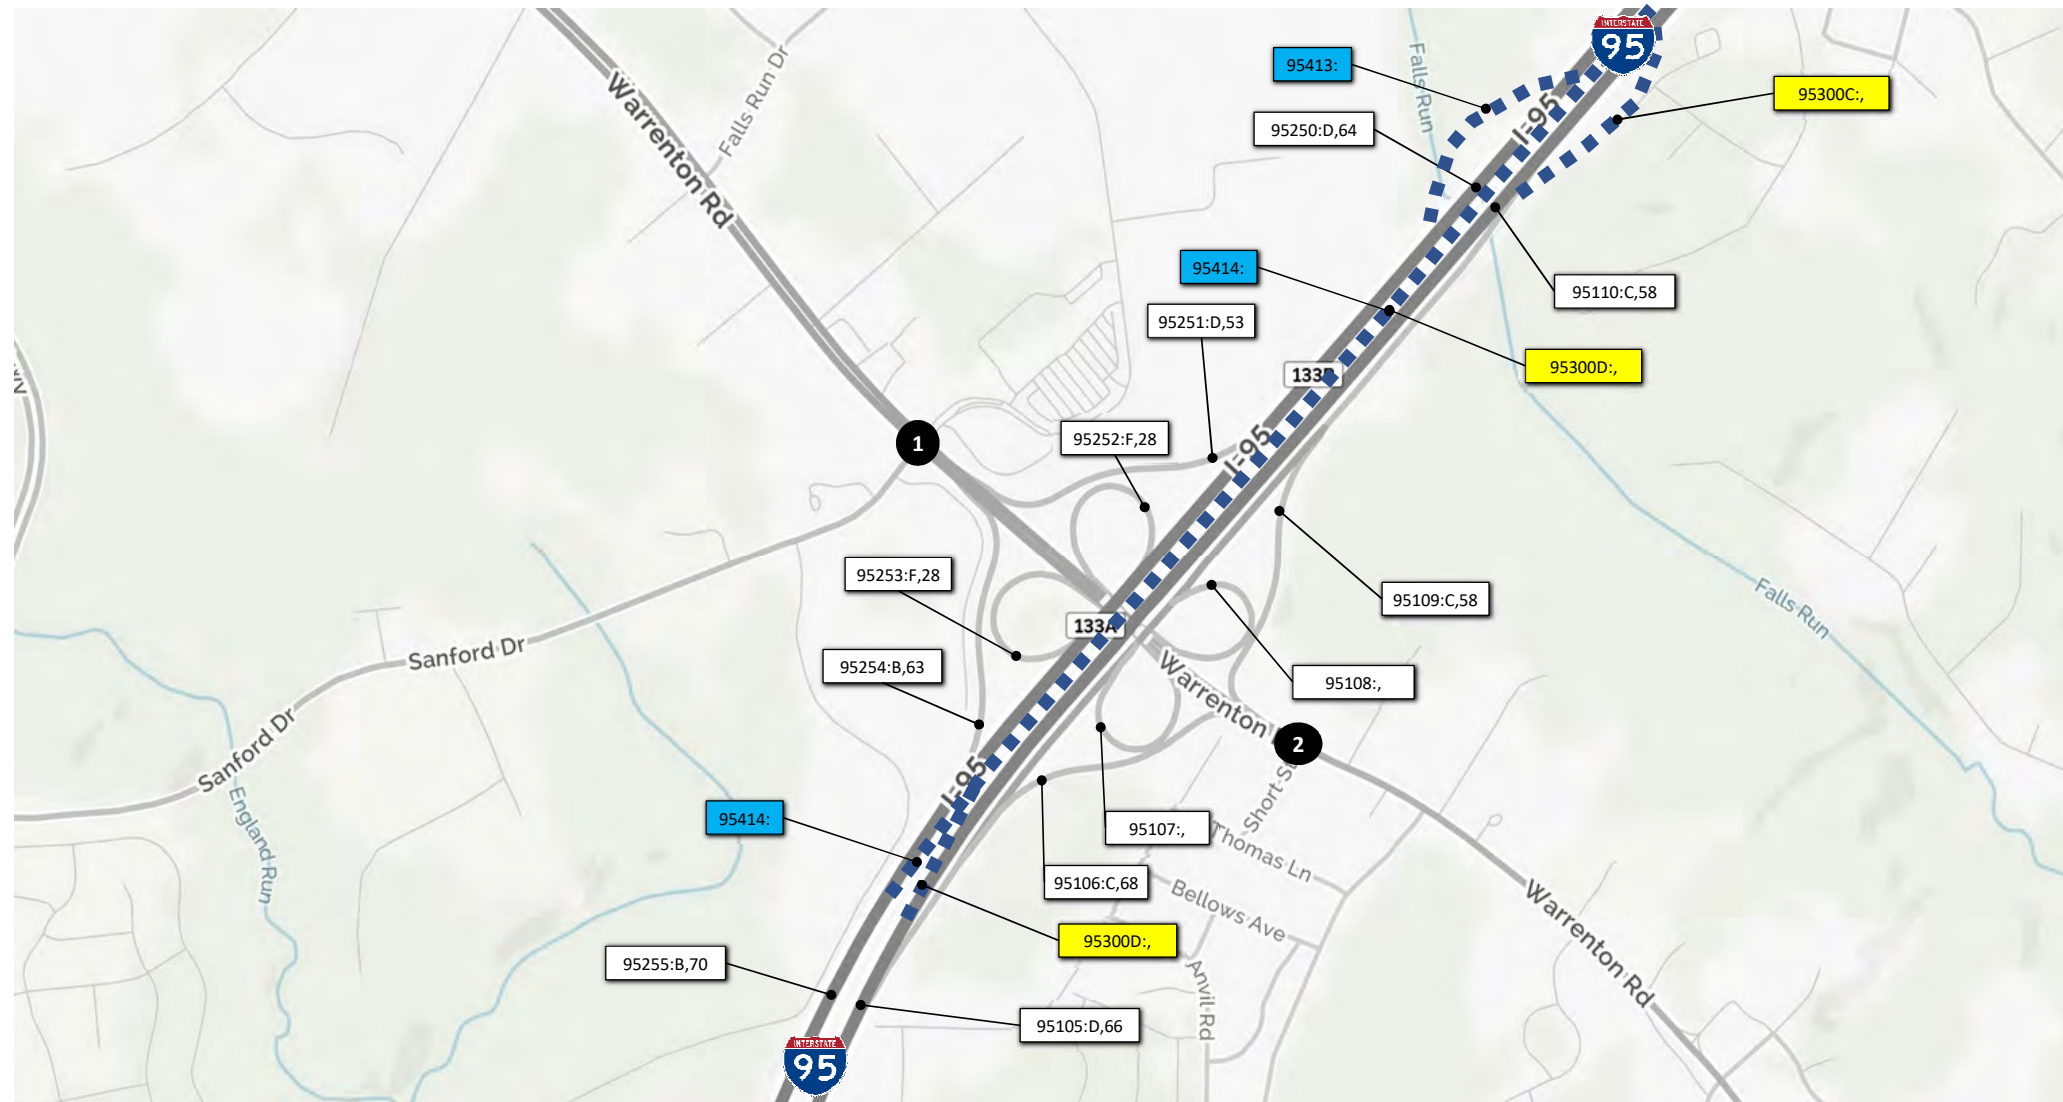 INTERSTATE
95
95413:
95300C:,
Falls Run Dr
Warrenton Rd
Falls Run
I-95
95250:D,64
95414:
95110:C,58
95251:D,53
95300D:,
133B
1
95252:F,28
I-95
95253:F,28
95109:C,58
Falls Run
133A
Sanford Dr
95254:B,63
95108:,
Warrenton
2
Sanford Dr
I-95
Short St
England Run
95414:
95107:,
Thomas Ln
95106:C,68
Bellows Ave
Warrenton Rd
95300D:,
95255:B,70
Anvil Rd
95105:D,66
INTERSTATE
95